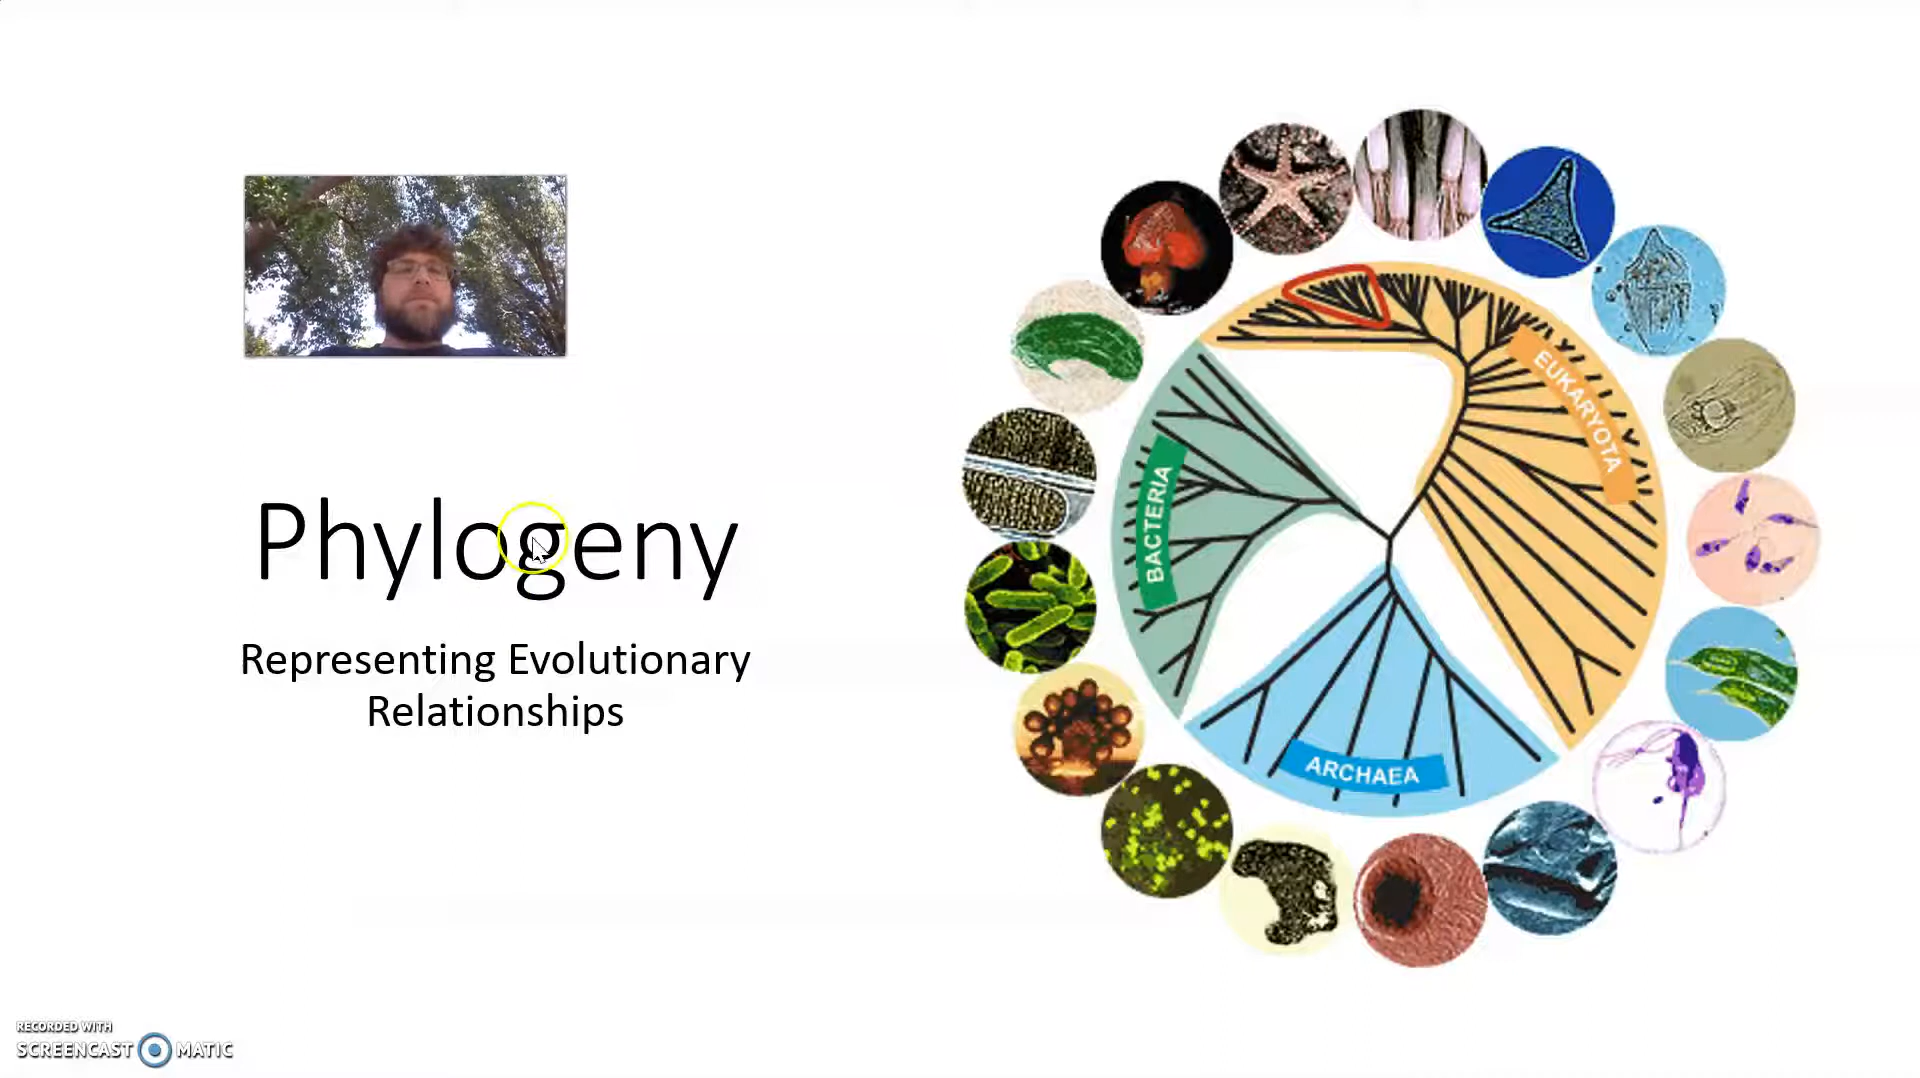 Phylogeny
Representing Evolutionary
Relationships
EUKARYOTA
BACTERIA
ARCHAEA
RECORDED WITH
SCREENCAST MATIC